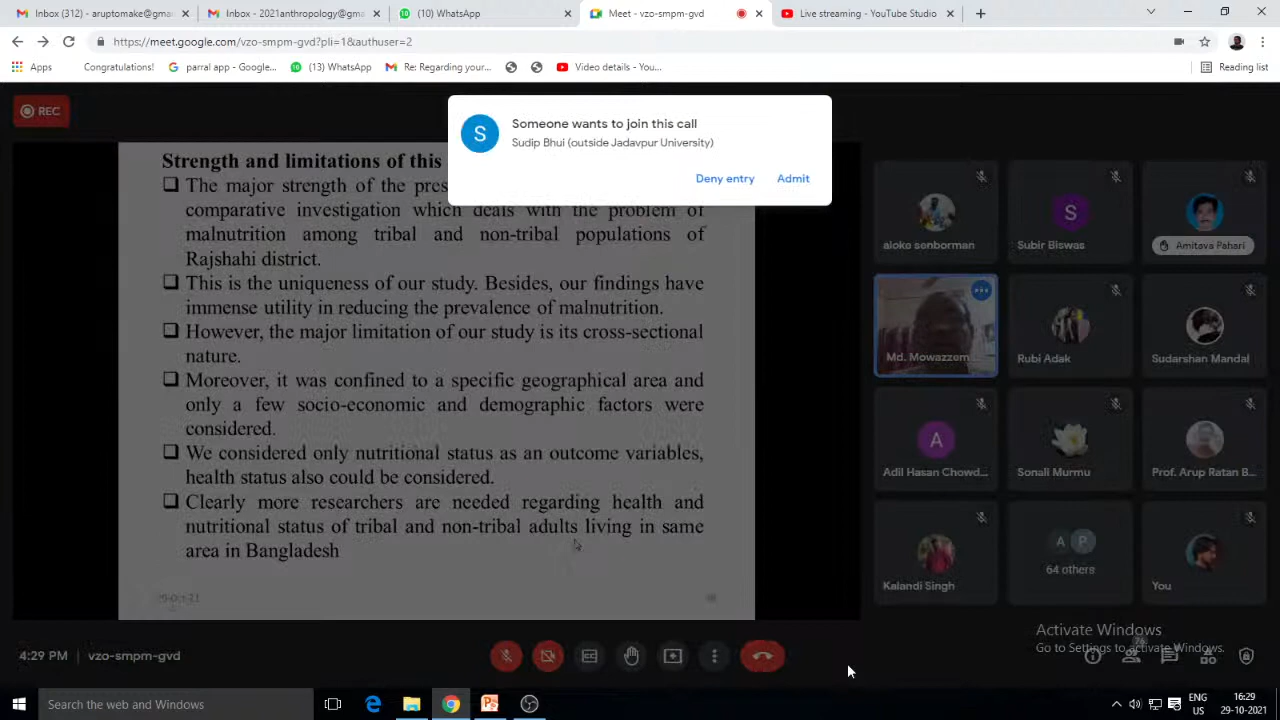 Inbox (312) - aruptomake@gmai
Inbox - 2021anthropology@gma
(10) WhatsApp
Meet - vzo-smpm-gvd
Live streaming - YouTube Studio
https://meet.google.com/vzo-smpm-gvd?pli=1&authuser=2
Apps
Congratulations!
parral app - Google...
(13) WhatsApp
Re: Regarding your...
Video details - You...
Reading list
REC
Someone wants to join this call
S
Sudip Bhui (outside Jadavpur University)
Deny entry
Admit
Strength and limitations of this
The major strength of the pres
comparative investigation which deals with the problem of
malnutrition among tribal and non-tribal populations of
Rajshahi district.
This is the uniqueness of our study. Besides, our findings have
immense utility in reducing the prevalence of malnutrition.
However, the major limitation of our study is its cross-sectional
nature.
Moreover, it was confined to a specific geographical area and
only a few socio-economic and demographic factors were
considered.
We considered only nutritional status as an outcome variables,
health status also could be considered.
Clearly more researchers are needed regarding health and
nutritional status of tribal and non-tribal adults living in same
area in Bangladesh
aloke senborman
S
Subir Biswas
Amitava Pahari
Md. Mowazzem...
Rubi Adak
Sudarshan Mandal
A
Adil Hasan Chowd...
Sonali Murmu
Prof. Arup Ratan B...
Kalandi Singh
A P
64 others
You
Activate Windows
Go to Settings to activate Windows.
4:29 PM | vzo-smpm-gvd
Search the web and Windows
ENG
US
16:29
29-10-2021